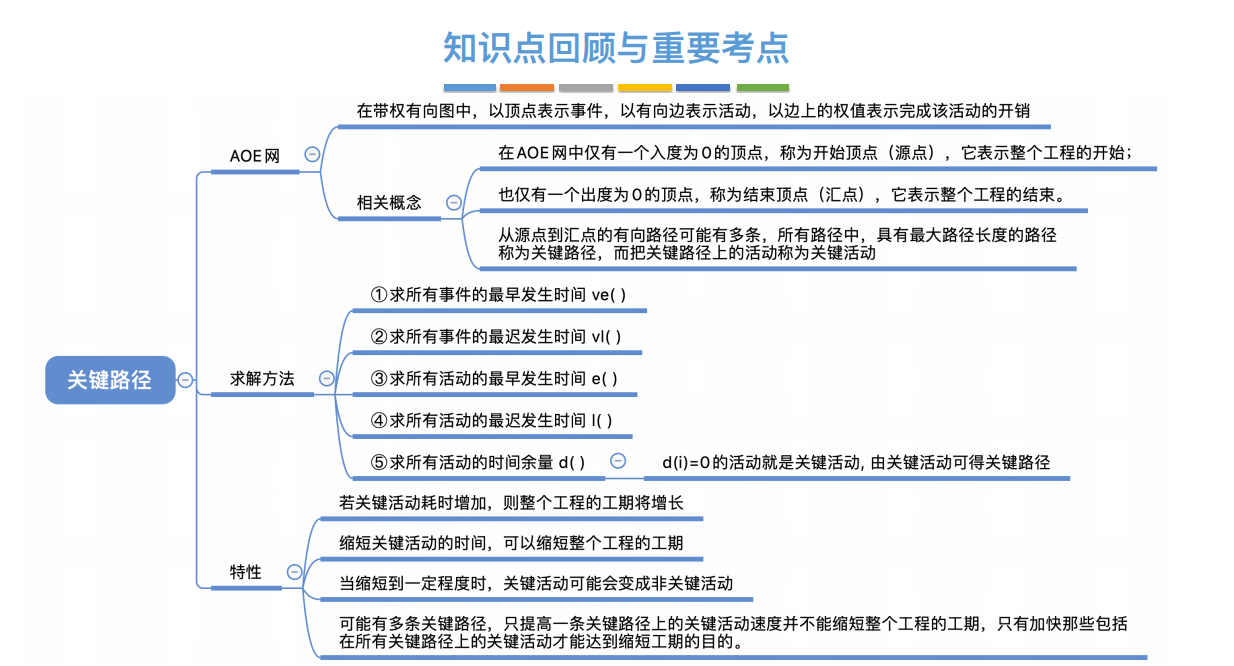 知识点回顾与重要考点
在带权有向图中，以顶点表示事件，以有向边表示活动，以边上的权值表示完成该活动的开销
AOE网
在AOE网中仅有一个入度为0的顶点，称为开始顶点（源点），它表示整个工程的开始；
相关概念
也仅有一个出度为0的顶点，称为结束顶点（汇点），它表示整个工程的结束。
从源点到汇点的有向路径可能有多条，所有路径中，具有最大路径长度的路径
称为关键路径，而把关键路径上的活动称为关键活动
①求所有事件的最早发生时间 ve( )
②求所有事件的最迟发生时间 vl( )
关键路径
求解方法
③求所有活动的最早发生时间 e( )
④求所有活动的最迟发生时间 l( )
⑤求所有活动的时间余量 d( )
d(i)=0的活动就是关键活动, 由关键活动可得关键路径
若关键活动耗时增加，则整个工程的工期将增长
缩短关键活动的时间，可以缩短整个工程的工期
特性
当缩短到一定程度时，关键活动可能会变成非关键活动
可能有多条关键路径，只提高一条关键路径上的关键活动速度并不能缩短整个工程的工期，只有加快那些包括
在所有关键路径上的关键活动才能达到缩短工期的目的。